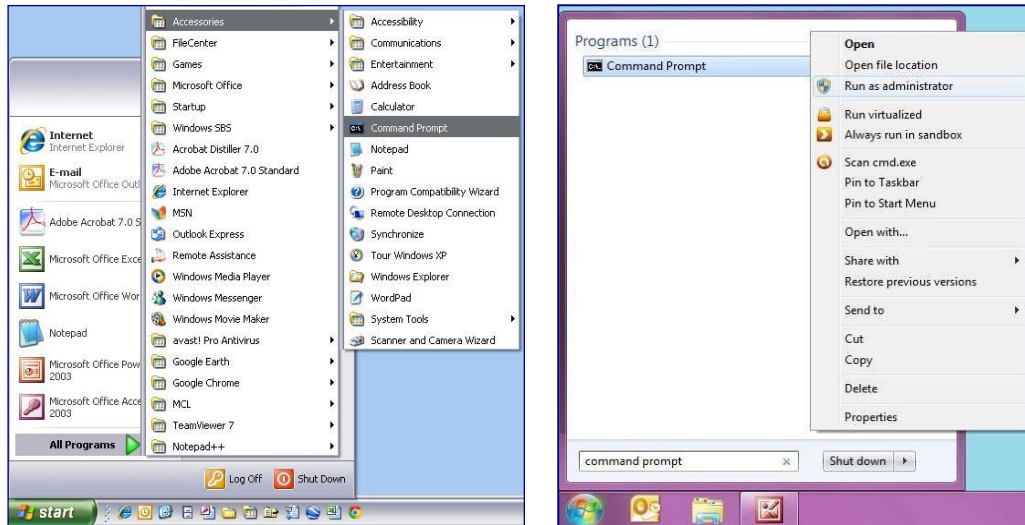 Internet
Internet Explorer
E-mail
Microsoft Office Outl
Adobe Acrobat 7.0 S
Microsoft Office Exce
Microsoft Office Wor
Notepad
Microsoft Office Pow
2003
Microsoft Office Acce
2003
All Programs
Log Off
Shut Down
start
Accessories
FileCenter
Games
Microsoft Office
Startup
Windows SBS
Acrobat Distiller 7.0
Adobe Acrobat 7.0 Standard
Internet Explorer
MSN
Outlook Express
Remote Assistance
Windows Media Player
Windows Messenger
Windows Movie Maker
avast! Pro Antivirus
Google Earth
Google Chrome
MCL
TeamViewer 7
Notepad++
Accessibility
Communications
Entertainment
Address Book
Calculator
Command Prompt
Notepad
Paint
Program Compatibility Wizard
Remote Desktop Connection
Synchronize
Tour Windows XP
Windows Explorer
WordPad
System Tools
Scanner and Camera Wizard
Programs (1)
Command Prompt
Open
Open file location
Run as administrator
Run virtualized
Always run in sandbox
Scan cmd.exe
Pin to Taskbar
Pin to Start Menu
Open with...
Share with
Restore previous versions
Send to
Cut
Copy
Delete
Properties
command prompt
Shut down